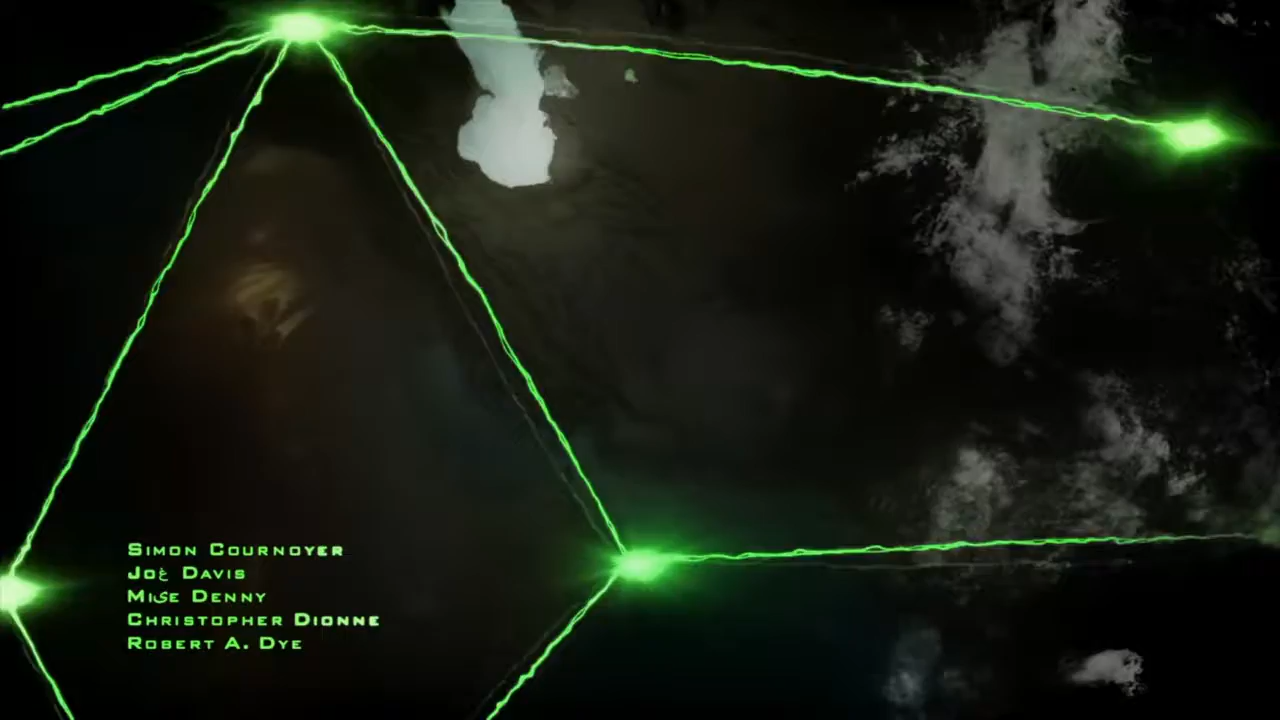 Simon Cournoyer
Davis
Denny
Christopher Dionne
Robert A. Dye